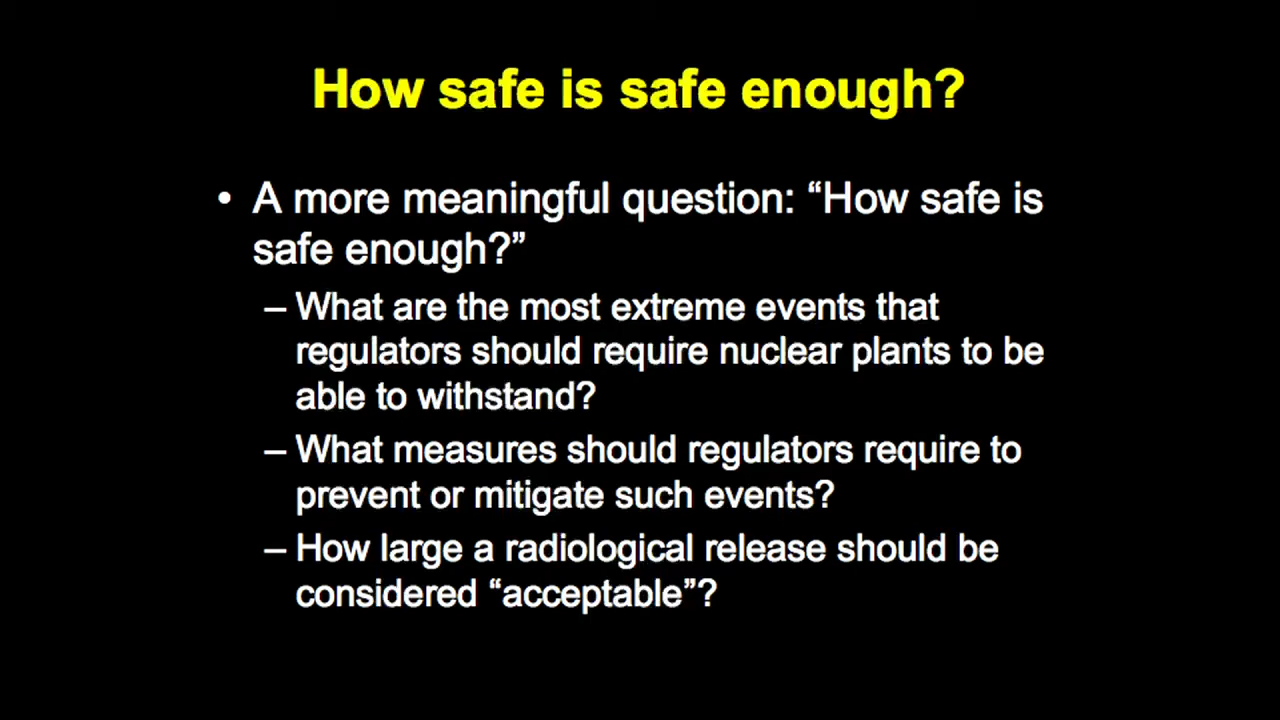 How safe is safe enough?
• A more meaningful question: “How safe is
safe enough?”
– What are the most extreme events that
regulators should require nuclear plants to be
able to withstand?
– What measures should regulators require to
prevent or mitigate such events?
– How large a radiological release should be
considered “acceptable”?